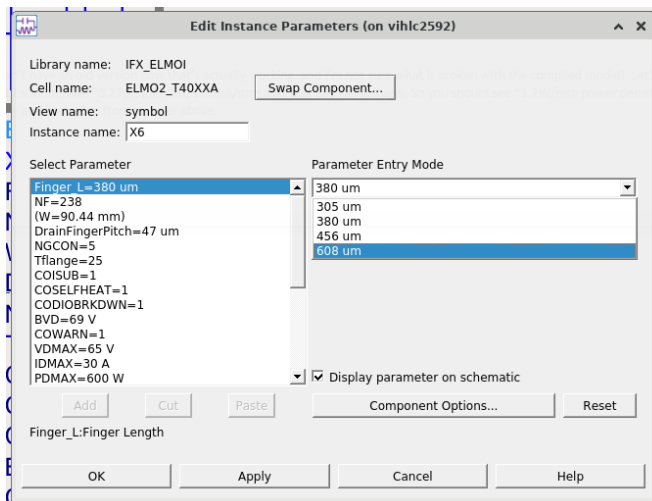 Edit Instance Parameters (on vihlc2592)
Library name: IFX_ELMOI
Cell name: ELMO2_T40XXA Swap Component...
View name: symbol
Instance name: X6
Select Parameter Parameter Entry Mode
Finger_L=380 um 380 um
NF=238 305 um
(W=90.44 mm) 380 um
DrainFingerPitch=47 um 456 um
NGCON=5 608 um
Tflange=25
COISUB=1
COSELFHEAT=1
CODIOBRKDWN=1
BVD=69 V
COWARN=1
VDMAX=65 V
IDMAX=30 A
PDMAX=600 W Display parameter on schematic
Add Cut Paste Component Options... Reset
Finger_L:Finger Length
OK Apply Cancel Help